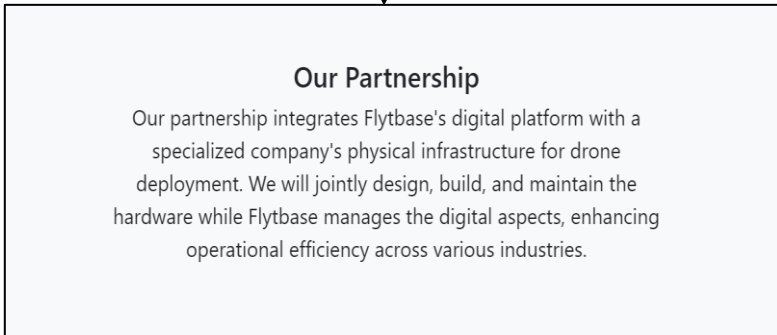 Our Partnership
Our partnership integrates Flytbase's digital platform with a
specialized company's physical infrastructure for drone
deployment. We will jointly design, build, and maintain the
hardware while Flytbase manages the digital aspects, enhancing
operational efficiency across various industries.